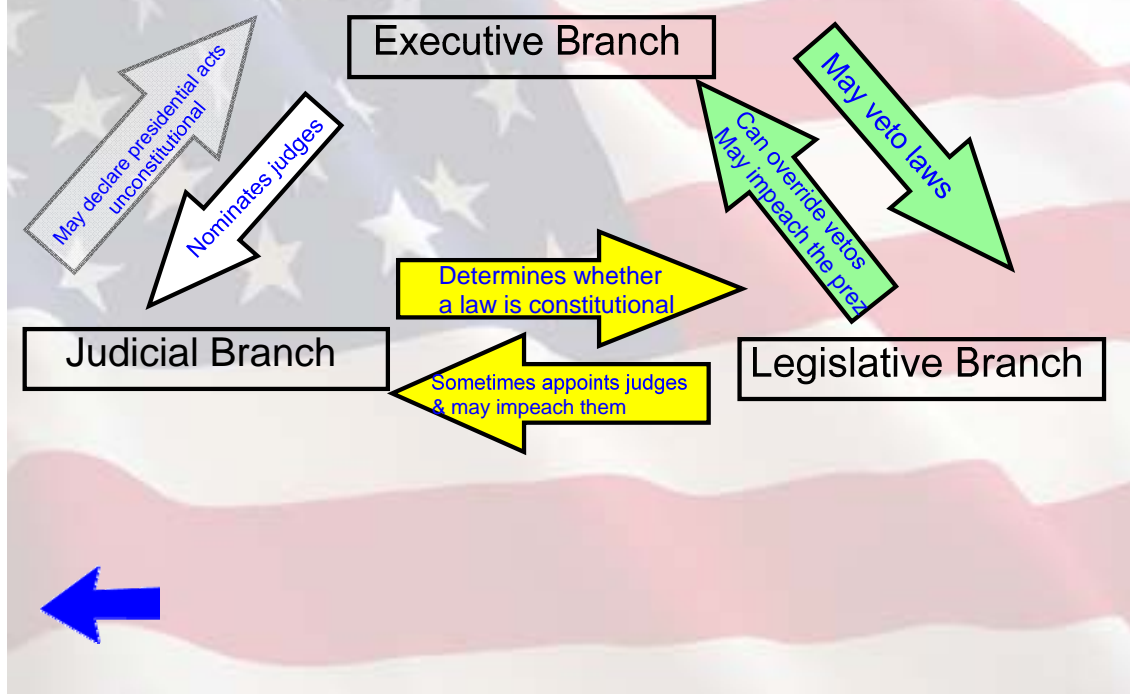 Executive Branch
May declare presidential acts
unconstitutional
Nominates judges
Can override vetos
May impeach the prez
May veto laws
Determines whether
a law is constitutional
Judicial Branch
Legislative Branch
Sometimes appoints judges
& may impeach them